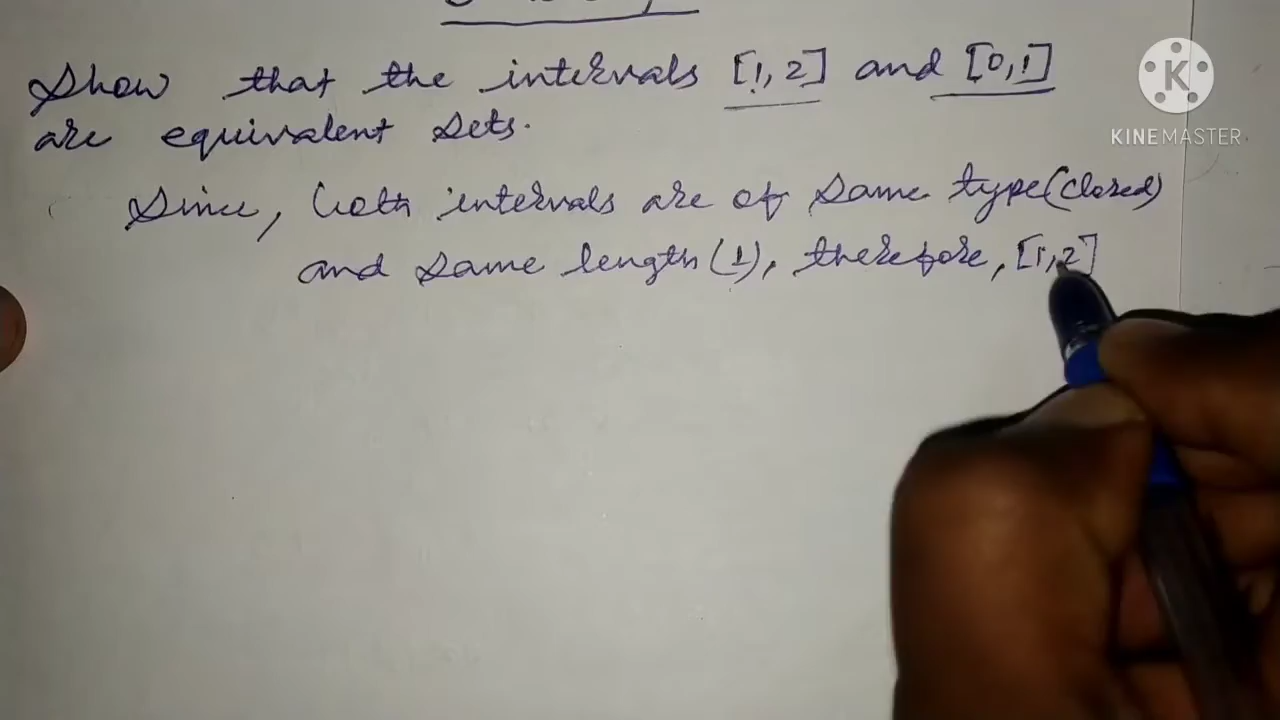 Show that the intervals [1, 2] and [0,1]
are equivalent sets.
Since, both intervals are of same type (closed)
and same length (1), therefore, [1,2]
KINEMASTER